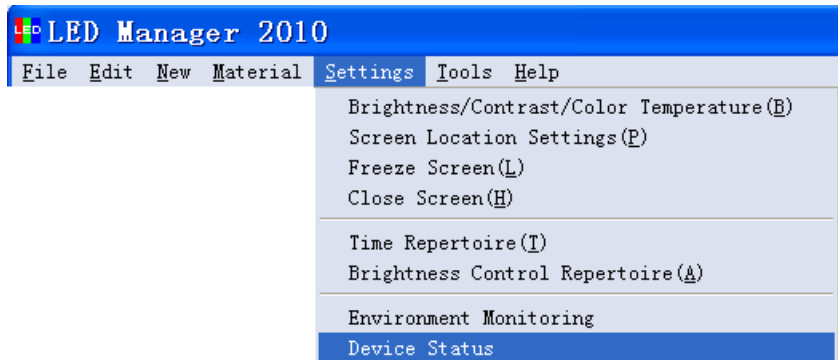 LED LED Manager 2010
File Edit New Material Settings Tools Help
Brightness/Contrast/Color Temperature(B)
Screen Location Settings(P)
Freeze Screen(L)
Close Screen(H)
Time Repertoire(T)
Brightness Control Repertoire(A)
Environment Monitoring
Device Status